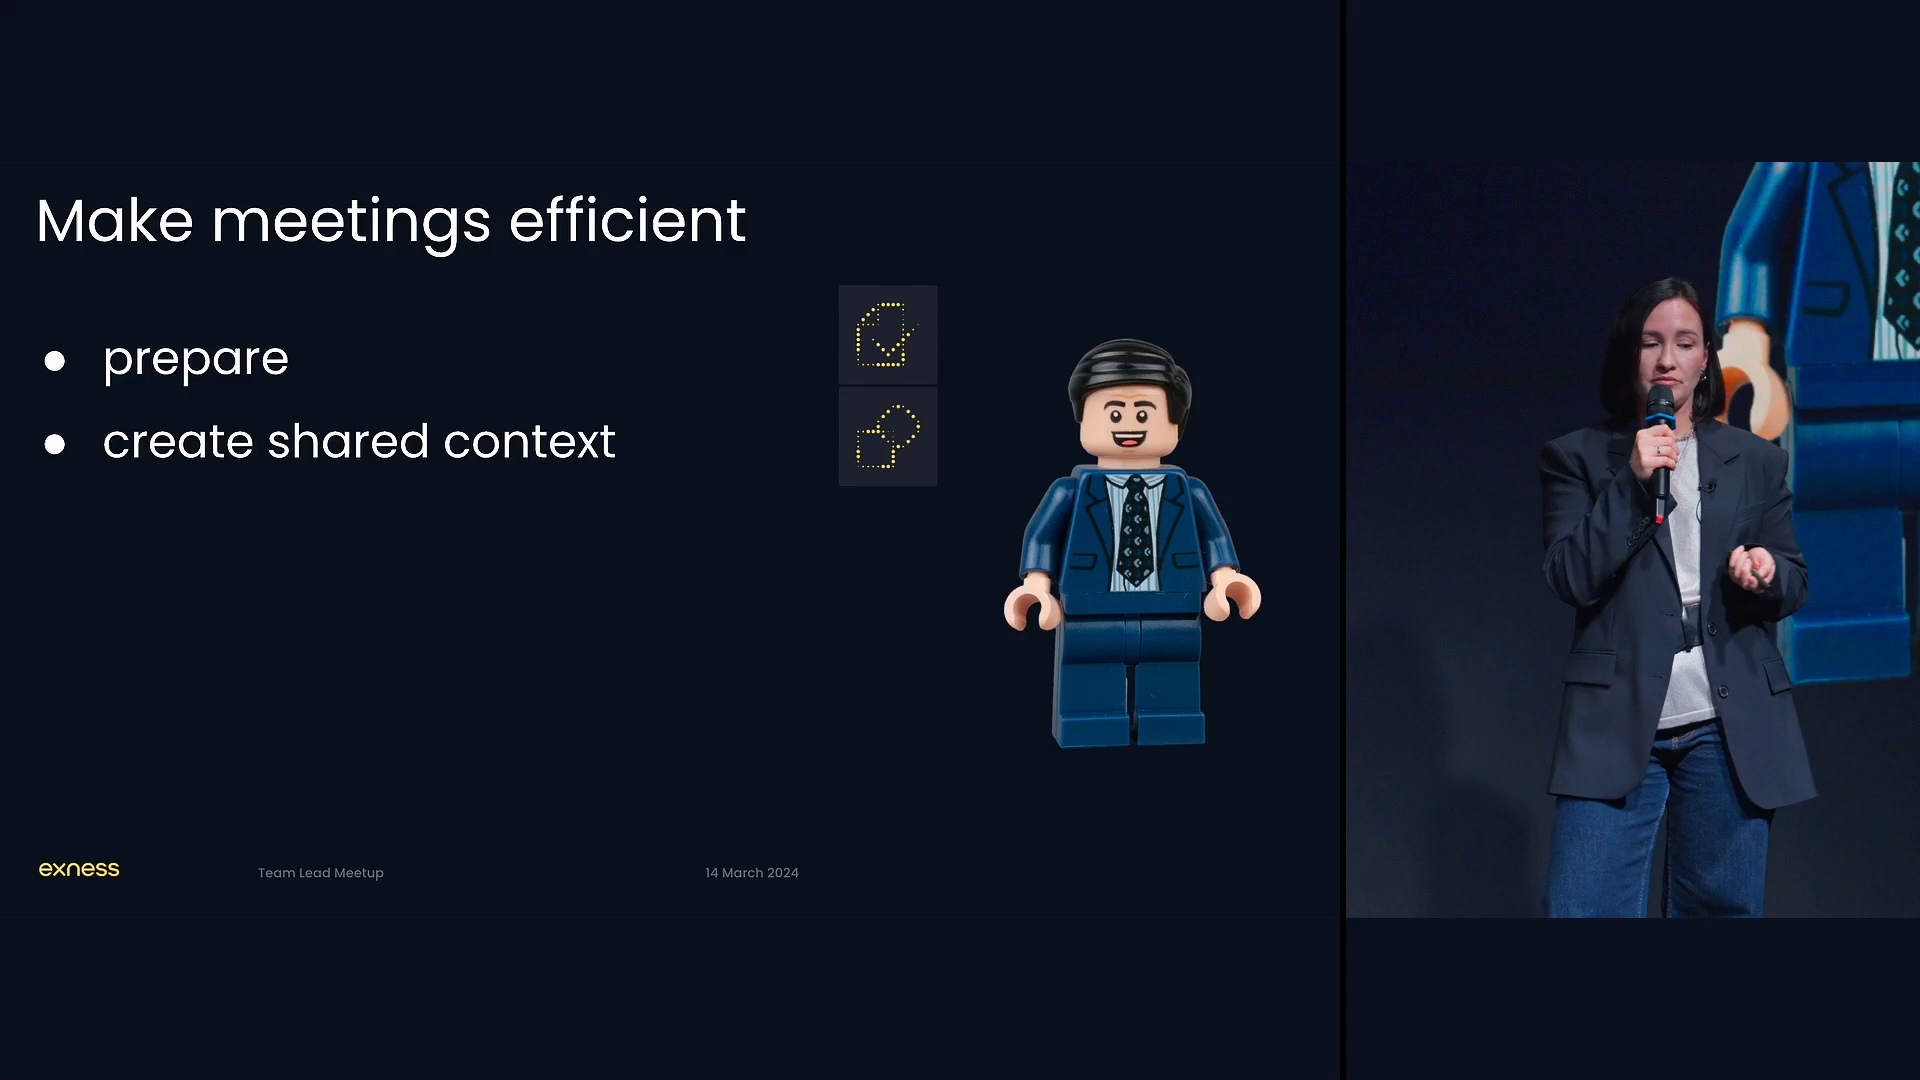 Make meetings efficient
● prepare
● create shared context
exness
Team Lead Meetup
14 March 2024